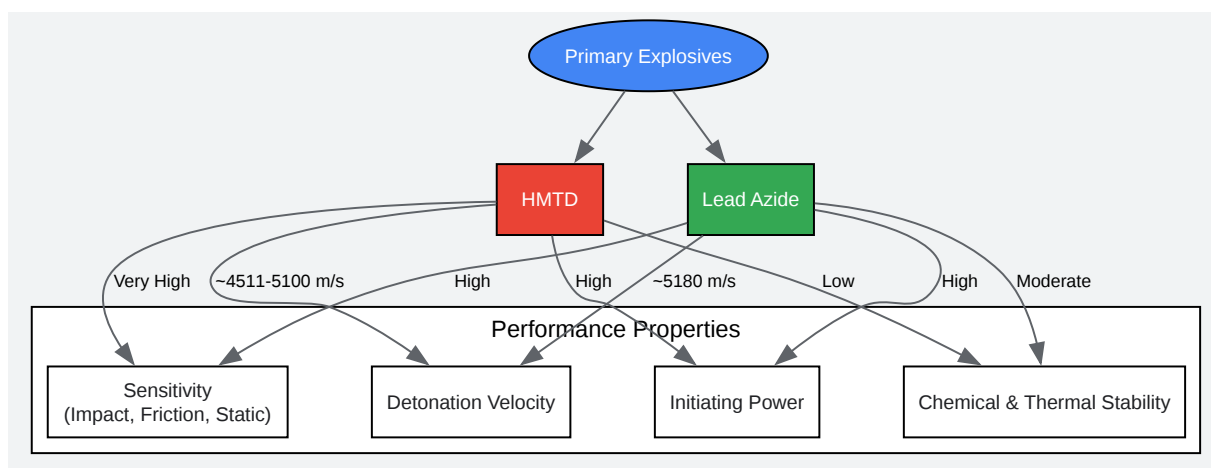 Primary Explosives
HMTD
Lead Azide
Very High
~4511-5100 m/s
High
High
~5180 m/s
Low
High
Moderate
Performance Properties
Sensitivity
(Impact, Friction, Static)
Detonation Velocity
Initiating Power
Chemical & Thermal Stability